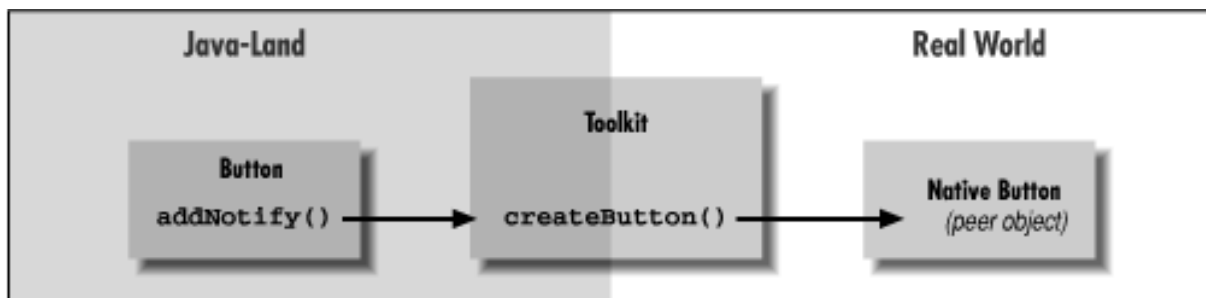 Java-Land
Real World
Toolkit
Button
addNotify()
createButton()
Native Button
(peer object)